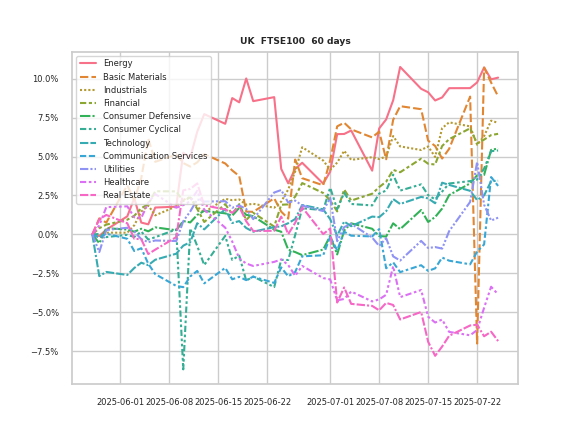 UK FTSE100 60 days
10.0%
7.5%
5.0%
2.5%
0.0%
−2.5%
−5.0%
−7.5%
Energy
Basic Materials
Industrials
Financial
Consumer Defensive
Consumer Cyclical
Technology
Communication Services
Utilities
Healthcare
Real Estate
2025-06-01
2025-06-08
2025-06-15
2025-06-22
2025-07-01
2025-07-08
2025-07-15
2025-07-22